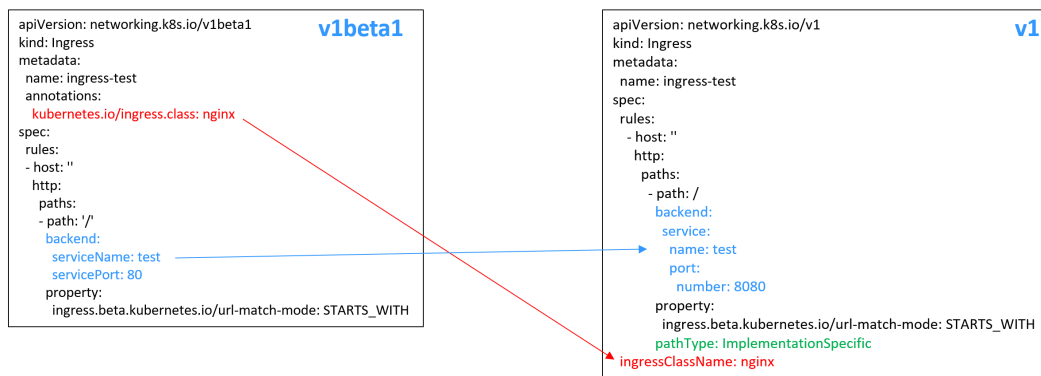 v1beta1
apiVersion: networking.k8s.io/v1beta1
kind: Ingress
metadata:
name: ingress-test
annotations:
kubernetes.io/ingress.class: nginx
spec:
rules:
- host: ''
http:
paths:
- path: '/'
backend:
serviceName: test
servicePort: 80
property:
ingress.beta.kubernetes.io/url-match-mode: STARTS_WITH
v1
apiVersion: networking.k8s.io/v1
kind: Ingress
metadata:
name: ingress-test
spec:
rules:
- host: ''
http:
paths:
- path: /
backend:
service:
name: test
port:
number: 8080
property:
ingress.beta.kubernetes.io/url-match-mode: STARTS_WITH
pathType: ImplementationSpecific
ingressClassName: nginx